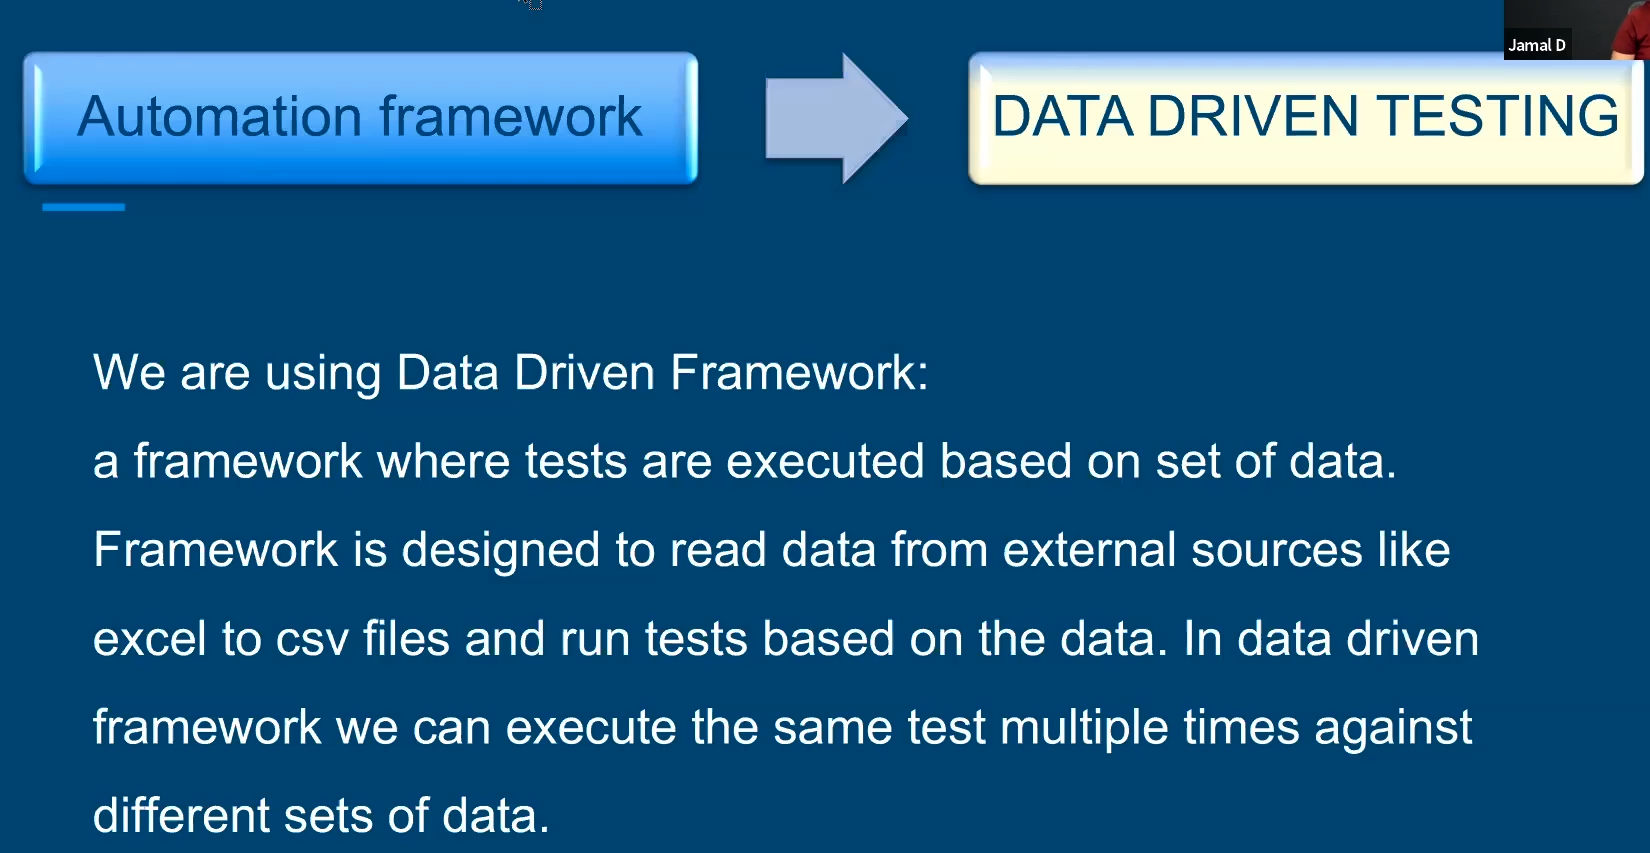 Jamal D
Automation framework
DATA DRIVEN TESTING
We are using Data Driven Framework:
a framework where tests are executed based on set of data.
Framework is designed to read data from external sources like
excel to csv files and run tests based on the data. In data driven
framework we can execute the same test multiple times against
different sets of data.